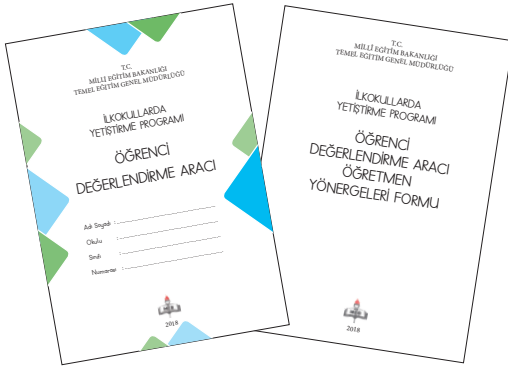 T.C.
MİLLÎ EĞİTİM BAKANLIĞI
TEMEL EĞİTİM GENEL MÜDÜRLÜĞÜ
İLKOKULLARDA
YETİŞTİRME PROGRAMI
ÖĞRENCİ
DEĞERLENDİRME ARACI
Adı Soyadı :
Okulu :
Sınıfı :
Numarası :
2018
T.C.
MİLLÎ EĞİTİM BAKANLIĞI
TEMEL EĞİTİM GENEL MÜDÜRLÜĞÜ
İLKOKULLARDA
YETİŞTİRME PROGRAMI
ÖĞRENCİ
DEĞERLENDİRME ARACI
ÖĞRETMEN
YÖNERGELERİ FORMU
2018